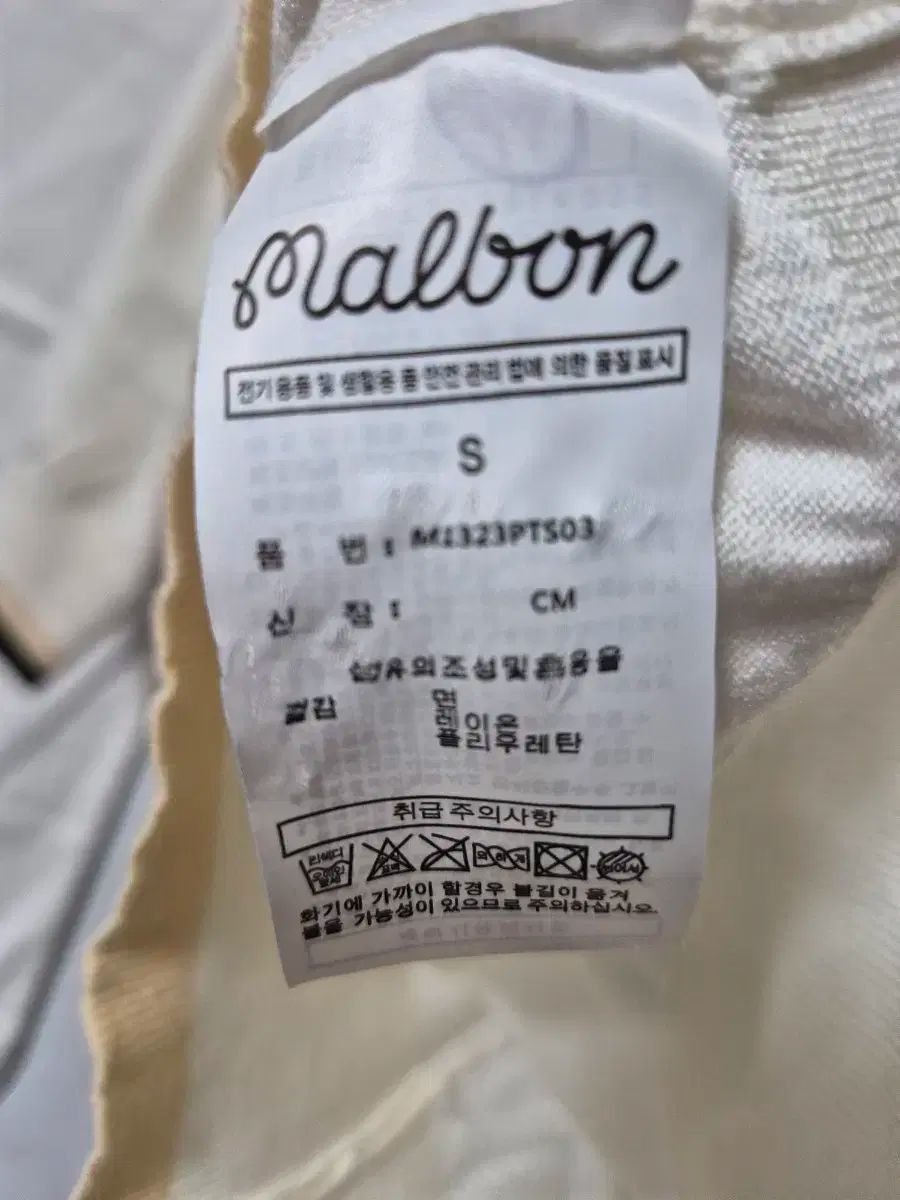 malbon
전기용품 및 생활용품 안전 관리 법에 의한 품질 표시
S
품 번 : M1323PTS03
신 장 : CM
섬유의조성및혼용율
겉감 면
레이온
폴리우레탄
취급 주의사항
화기에 가까이 할경우 불길이 옮겨
붙을 가능성이 있으므로 주의하십시오.